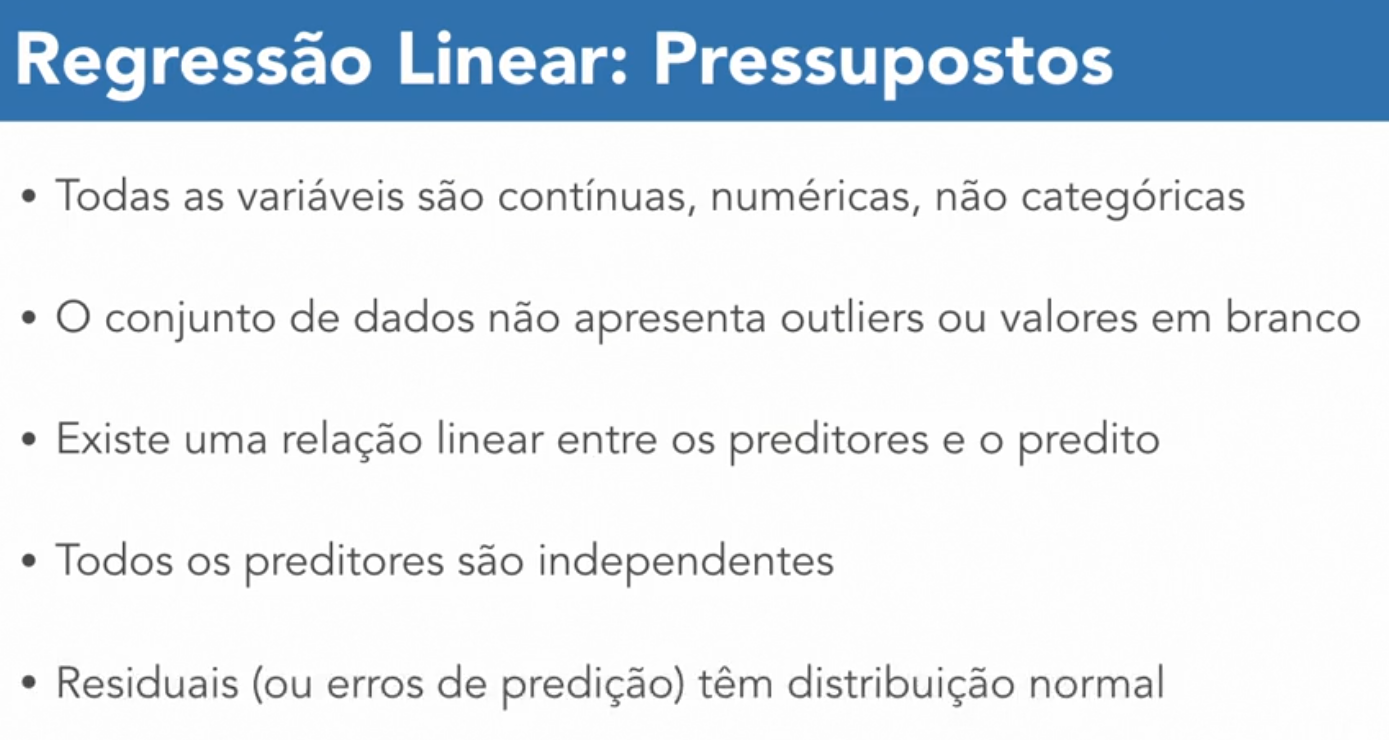 Regressão Linear: Pressupostos
• Todas as variáveis são contínuas, numéricas, não categóricas
• O conjunto de dados não apresenta outliers ou valores em branco
• Existe uma relação linear entre os preditores e o predito
• Todos os preditores são independentes
• Residuais (ou erros de predição) têm distribuição normal